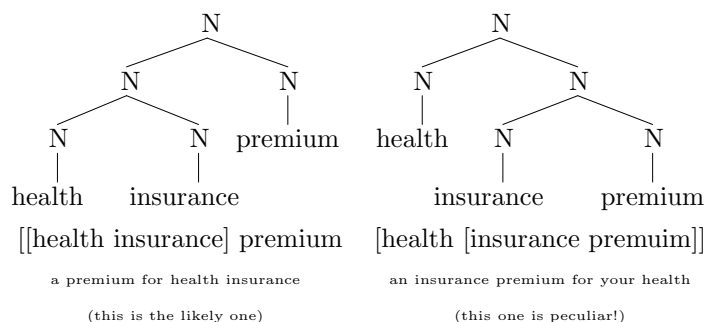 N N
N N N N
N N premium health N N
health insurance insurance premium
[[health insurance] premium [health [insurance premuim]]
a premium for health insurance an insurance premium for your health
(this is the likely one) (this one is peculiar!)